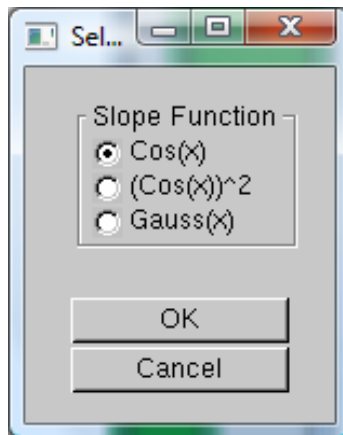 Sel...
Slope Function
Cos(x)
(Cos(x))^2
Gauss(x)
OK
Cancel